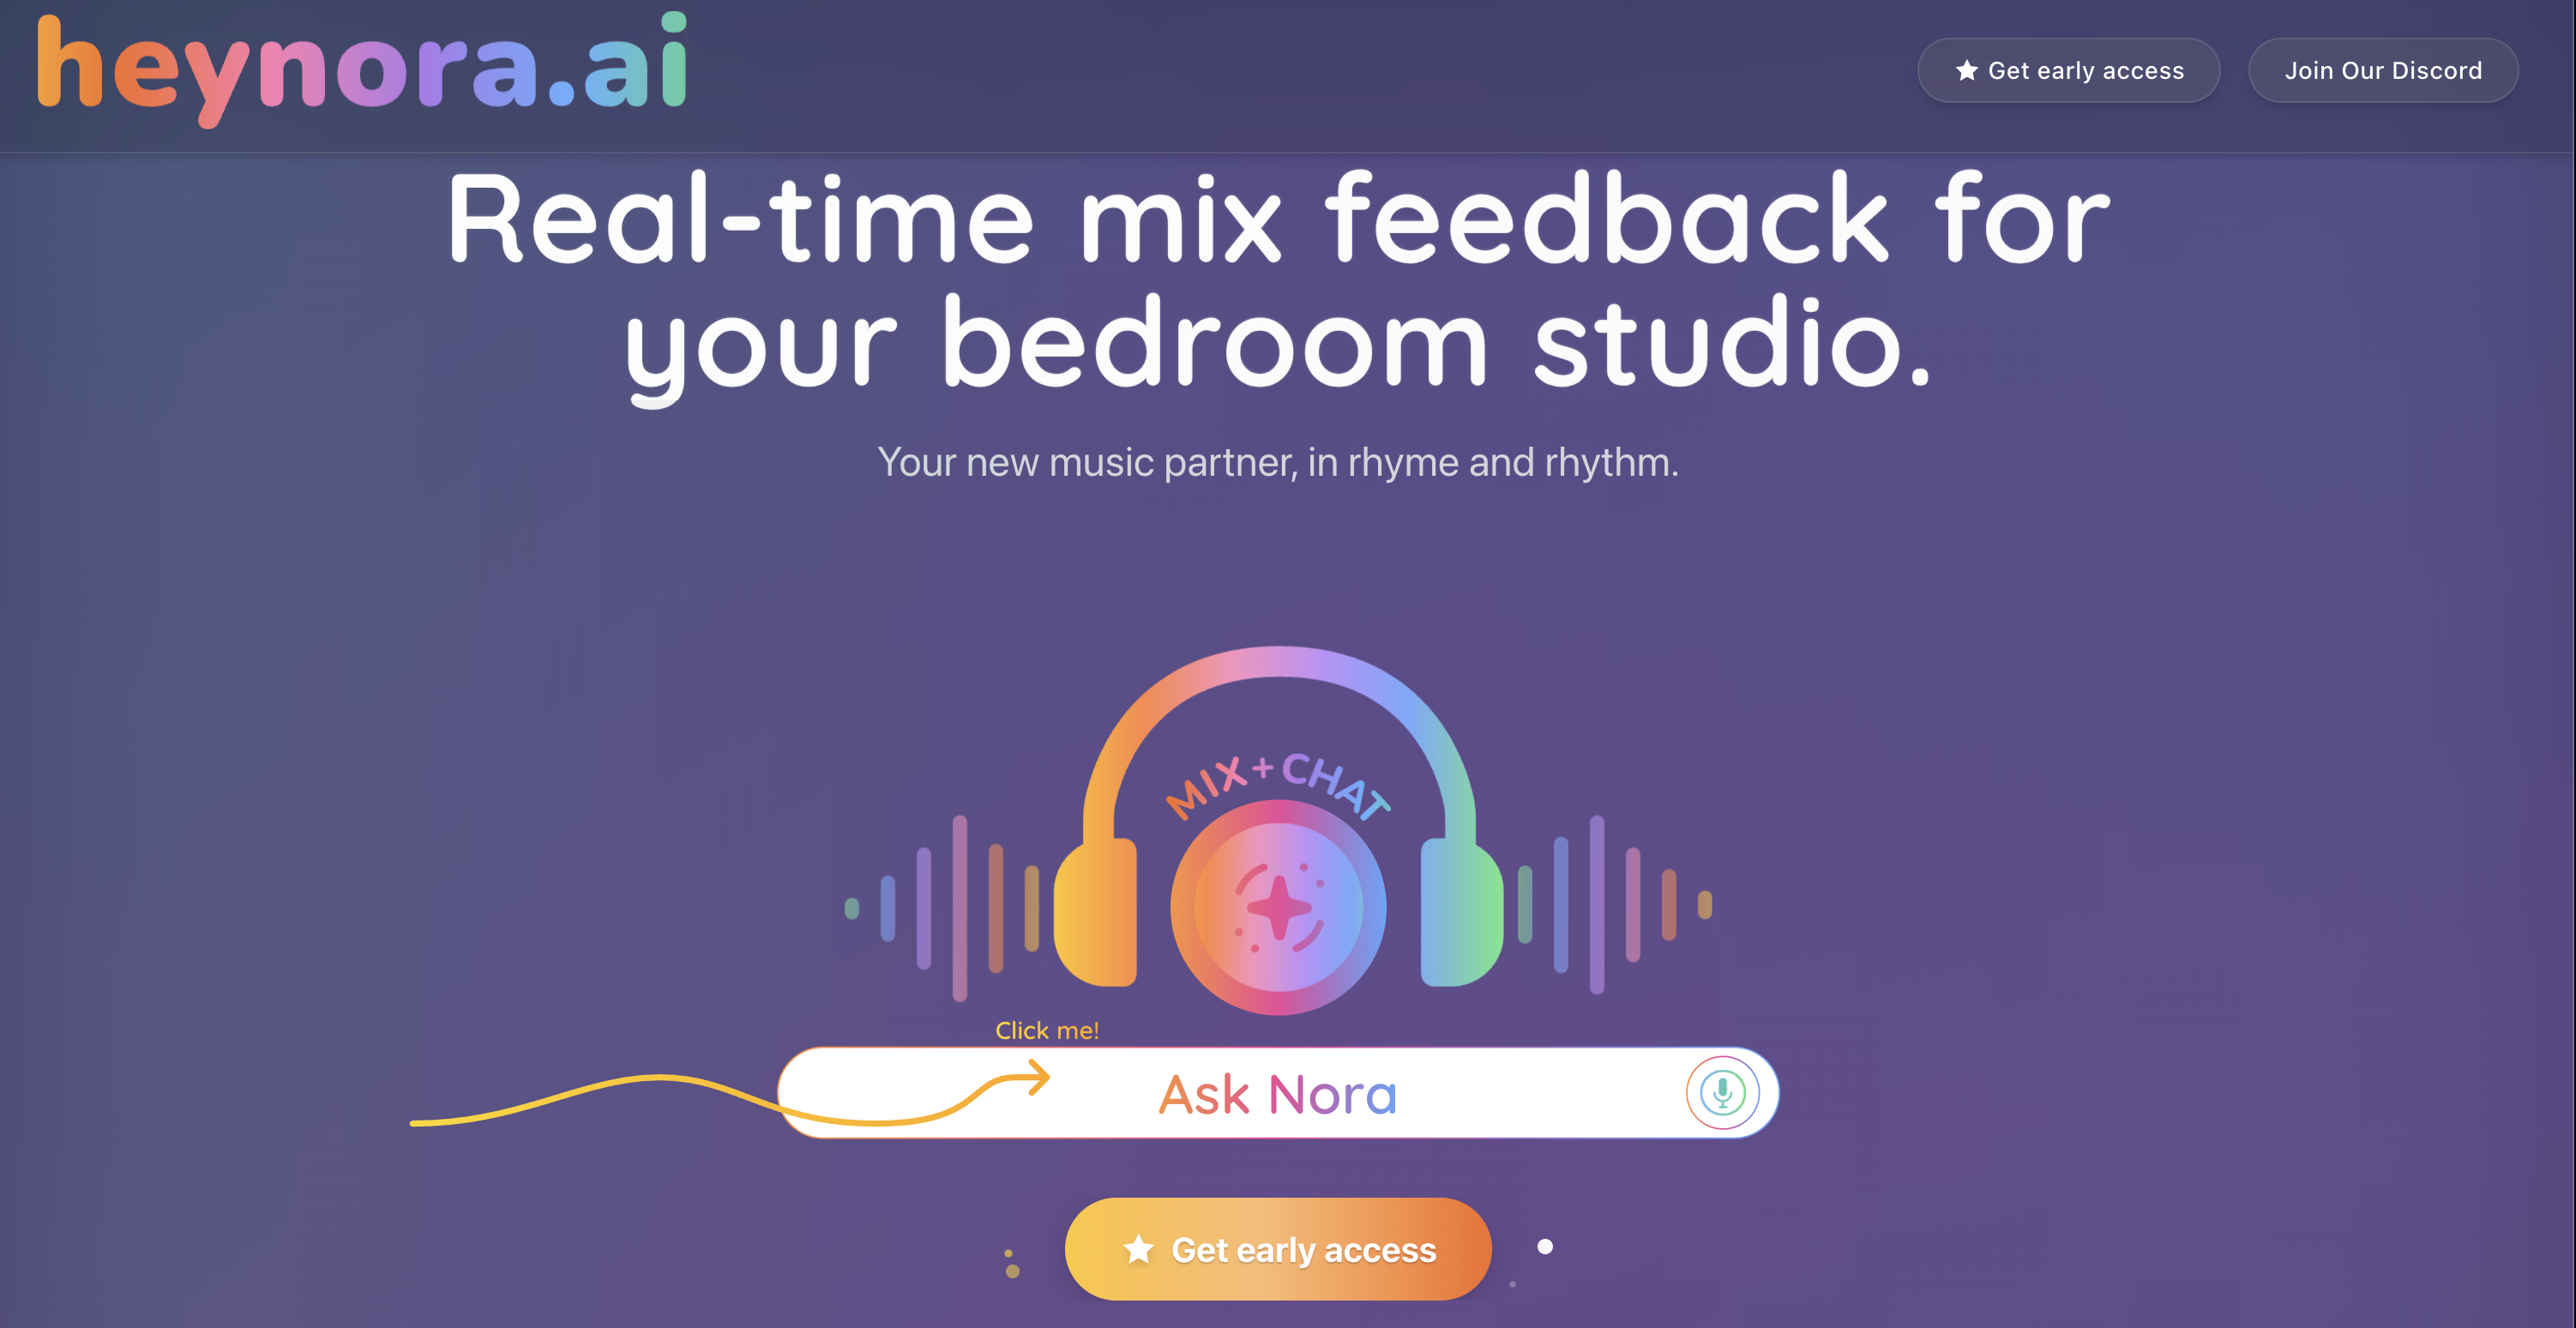 heynora.ai
Get early access
Join Our Discord
Real-time mix feedback for
your bedroom studio.
Your new music partner, in rhyme and rhythm.
MIX + CHAT
Click me!
Ask Nora
Get early access